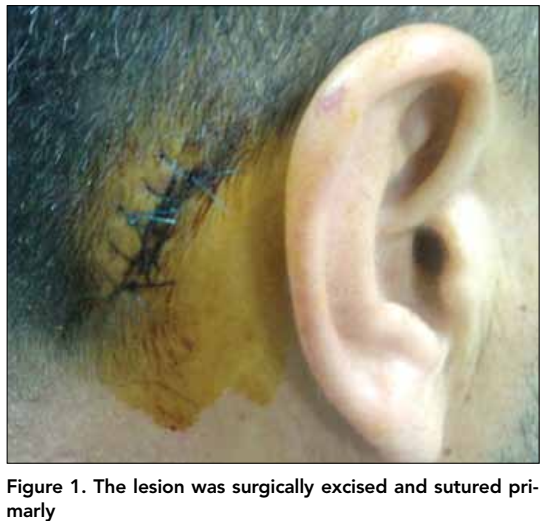 Figure 1. The lesion was surgically excised and sutured pri-
marly